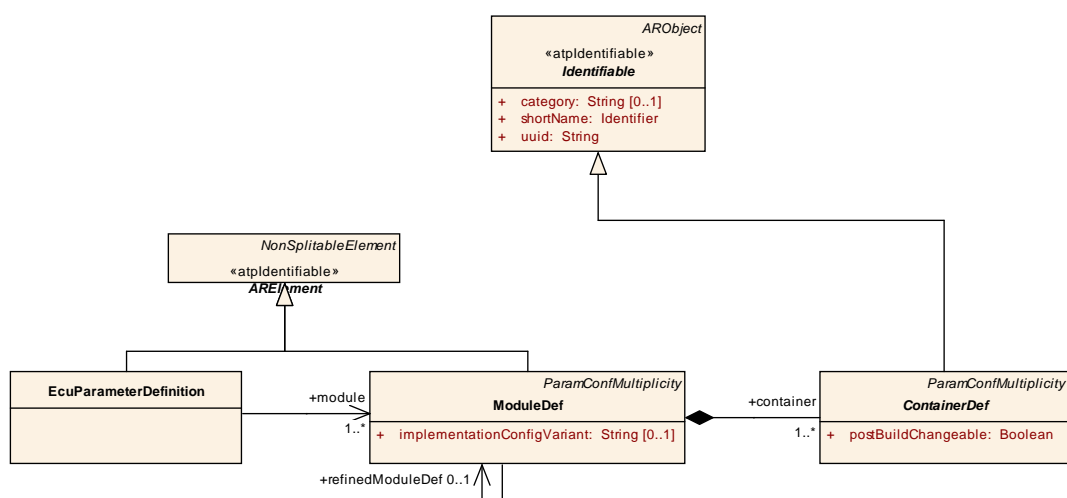 ARObject
«atpIdentifiable»
Identifiable
+ category: String [0..1]
+ shortName: Identifier
+ uuid: String
NonSplitableElement
«atpIdentifiable»
ARElement
EcuParameterDefinition
+module
1..*
ParamConfMultiplicity
ModuleDef
+ implementationConfigVariant: String [0..1]
+container
1..*
ParamConfMultiplicity
ContainerDef
+ postBuildChangeable: Boolean
+refinedModuleDef 0..1